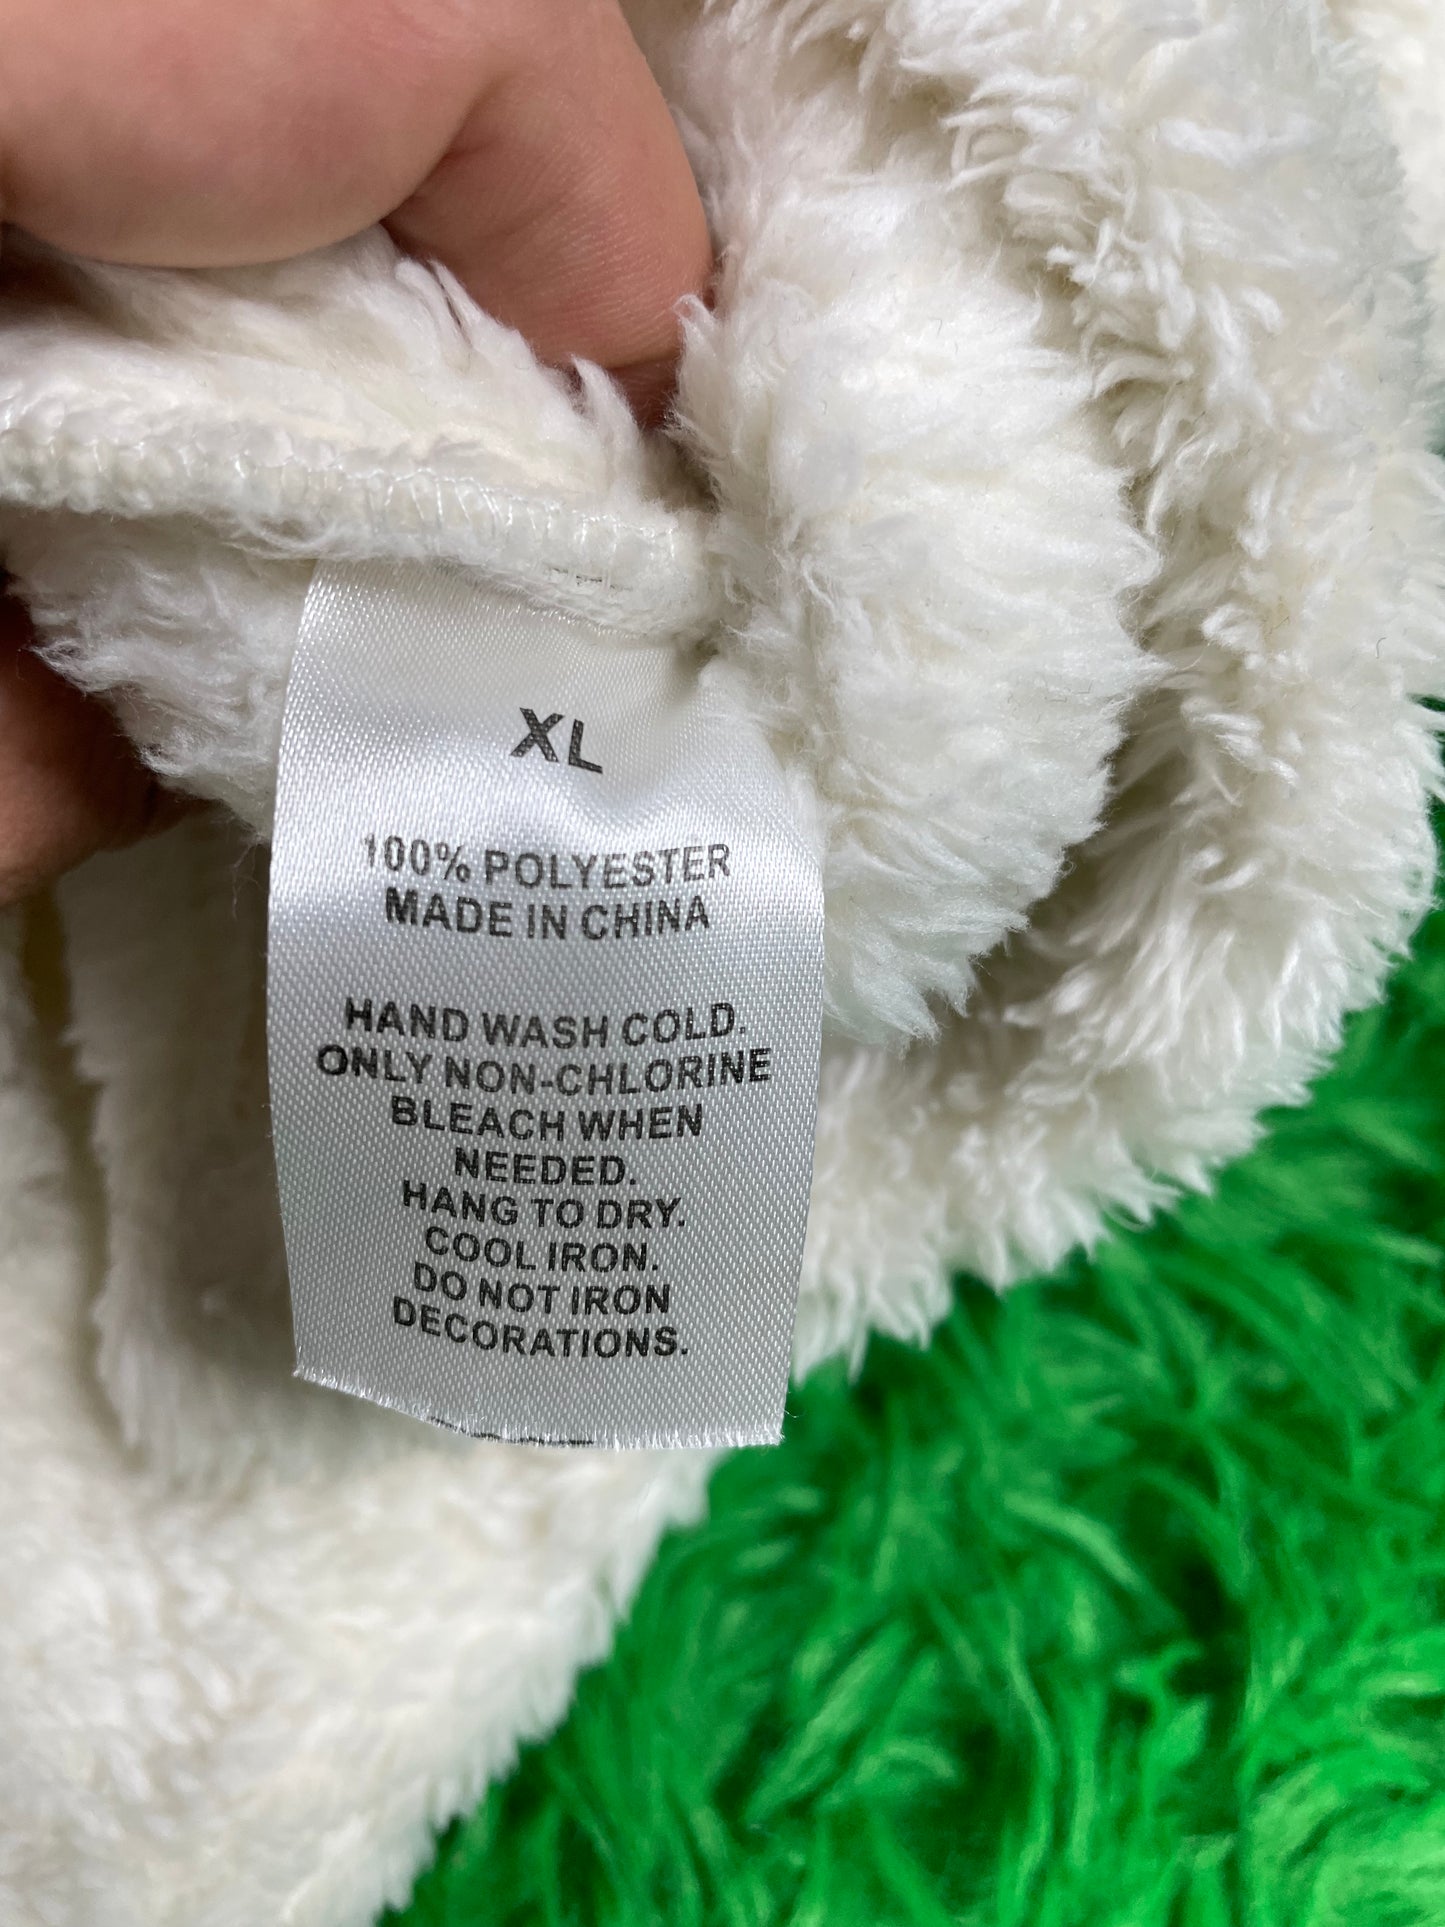 XL
100% POLYESTER
MADE IN CHINA
HAND WASH COLD.
ONLY NON-CHLORINE
BLEACH WHEN
NEEDED.
HANG TO DRY.
COOL IRON.
DO NOT IRON
DECORATIONS.